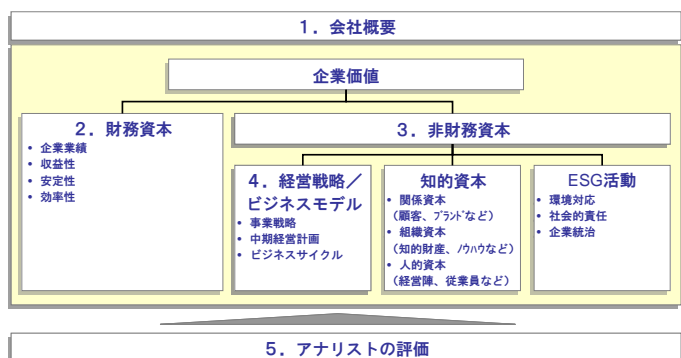 1．会社概要
企業価値
2．財務資本
• 企業業績
• 収益性
• 安定性
• 効率性
3．非財務資本
4．経営戦略／
ビジネスモデル
• 事業戦略
• 中期経営計画
• ビジネスサイクル
知的資本
• 関係資本
（顧客、ブランドなど）
• 組織資本
（知的財産、ノウハウなど）
• 人的資本
（経営陣、従業員など）
ESG活動
• 環境対応
• 社会的責任
• 企業統治
5．アナリストの評価